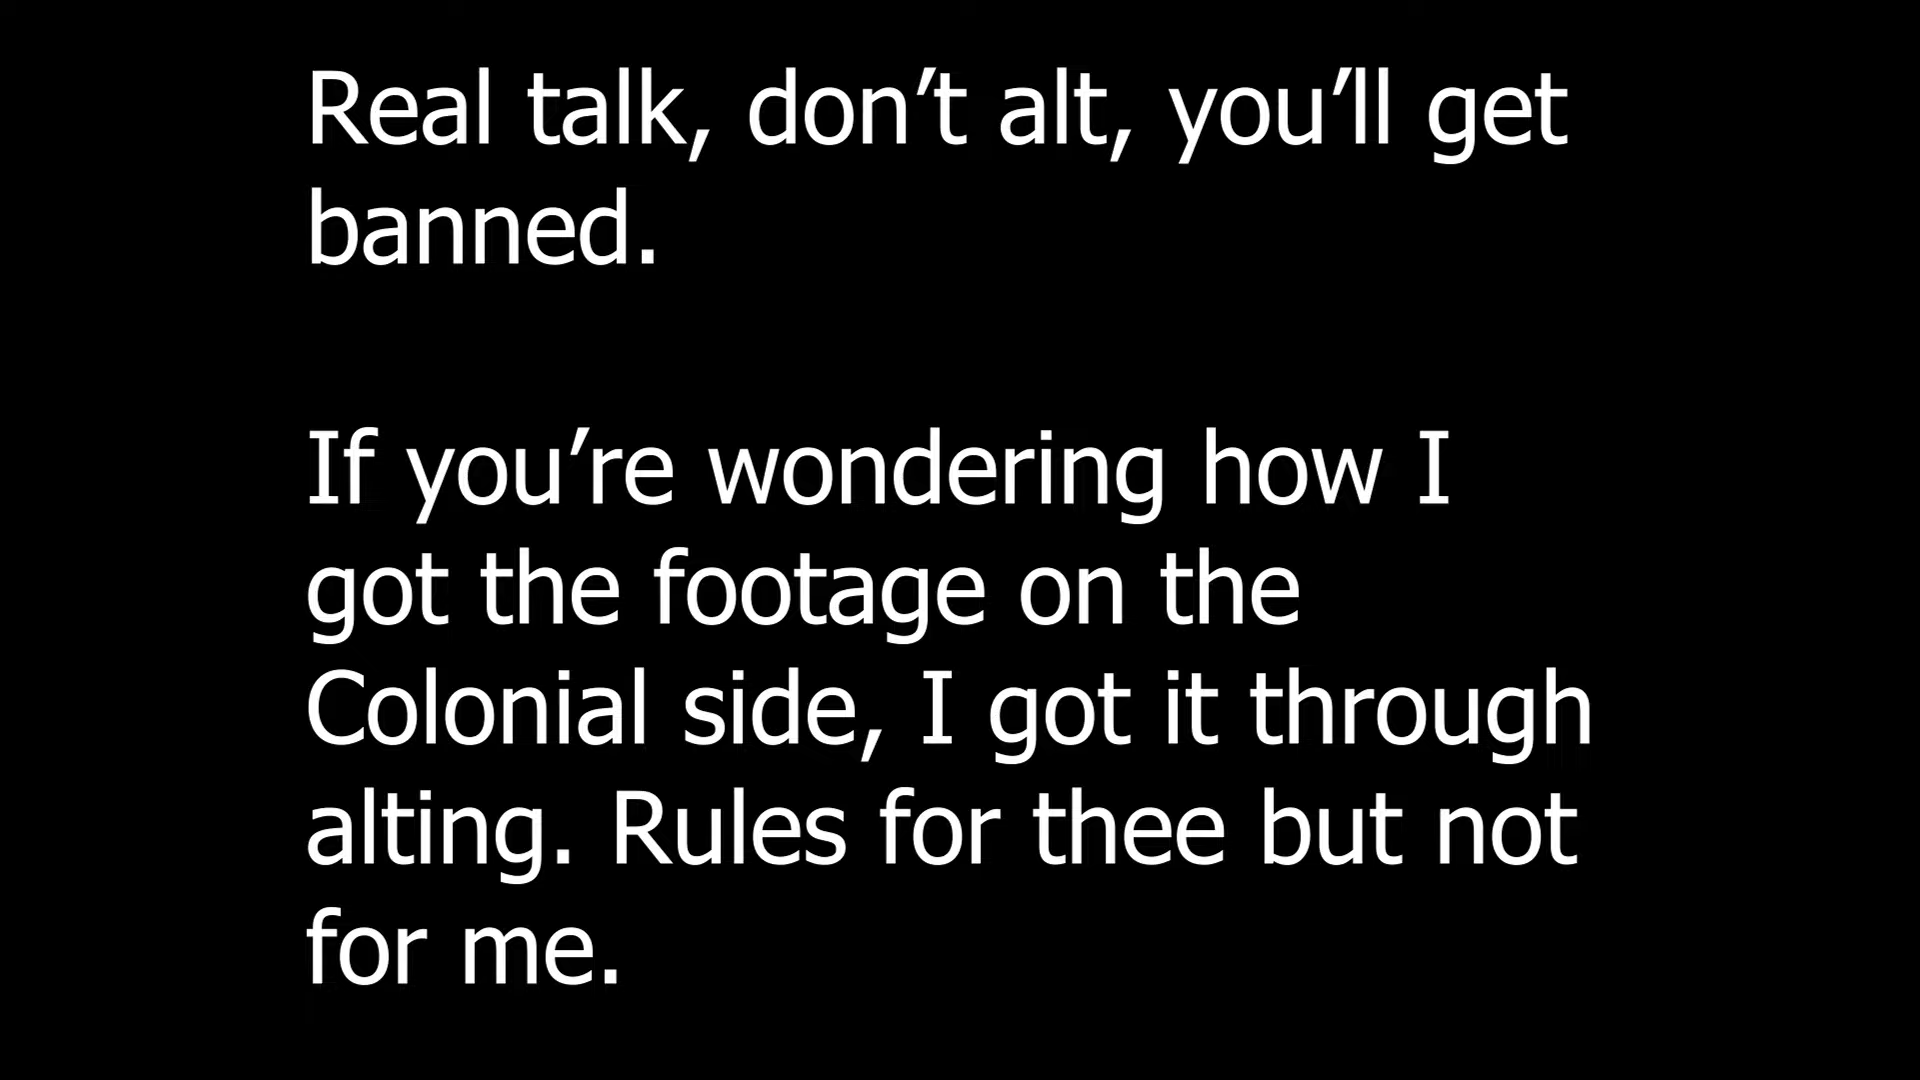 Real talk, don’t alt, you’ll get
banned.
If you’re wondering how I
got the footage on the
Colonial side, I got it through
alting. Rules for thee but not
for me.